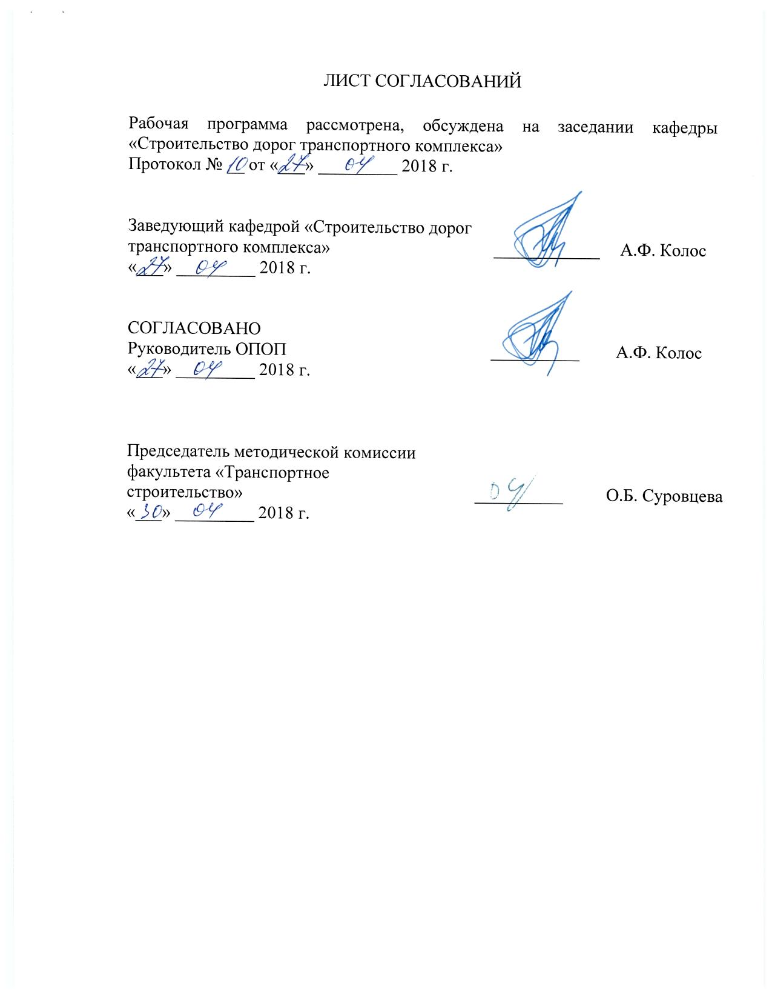 ЛИСТ СОГЛАСОВАНИЙ
Рабочая программа рассмотрена, обсуждена на заседании кафедры
«Строительство дорог транспортного комплекса»
Протокол № 10 от «27» 04 2018 г.
Заведующий кафедрой «Строительство дорог
транспортного комплекса» А.Ф. Колос
«27» 04 2018 г.
СОГЛАСОВАНО
Руководитель ОПОП А.Ф. Колос
«27» 04 2018 г.
Председатель методической комиссии
факультета «Транспортное
строительство» О.Б. Суровцева
«30» 04 2018 г.